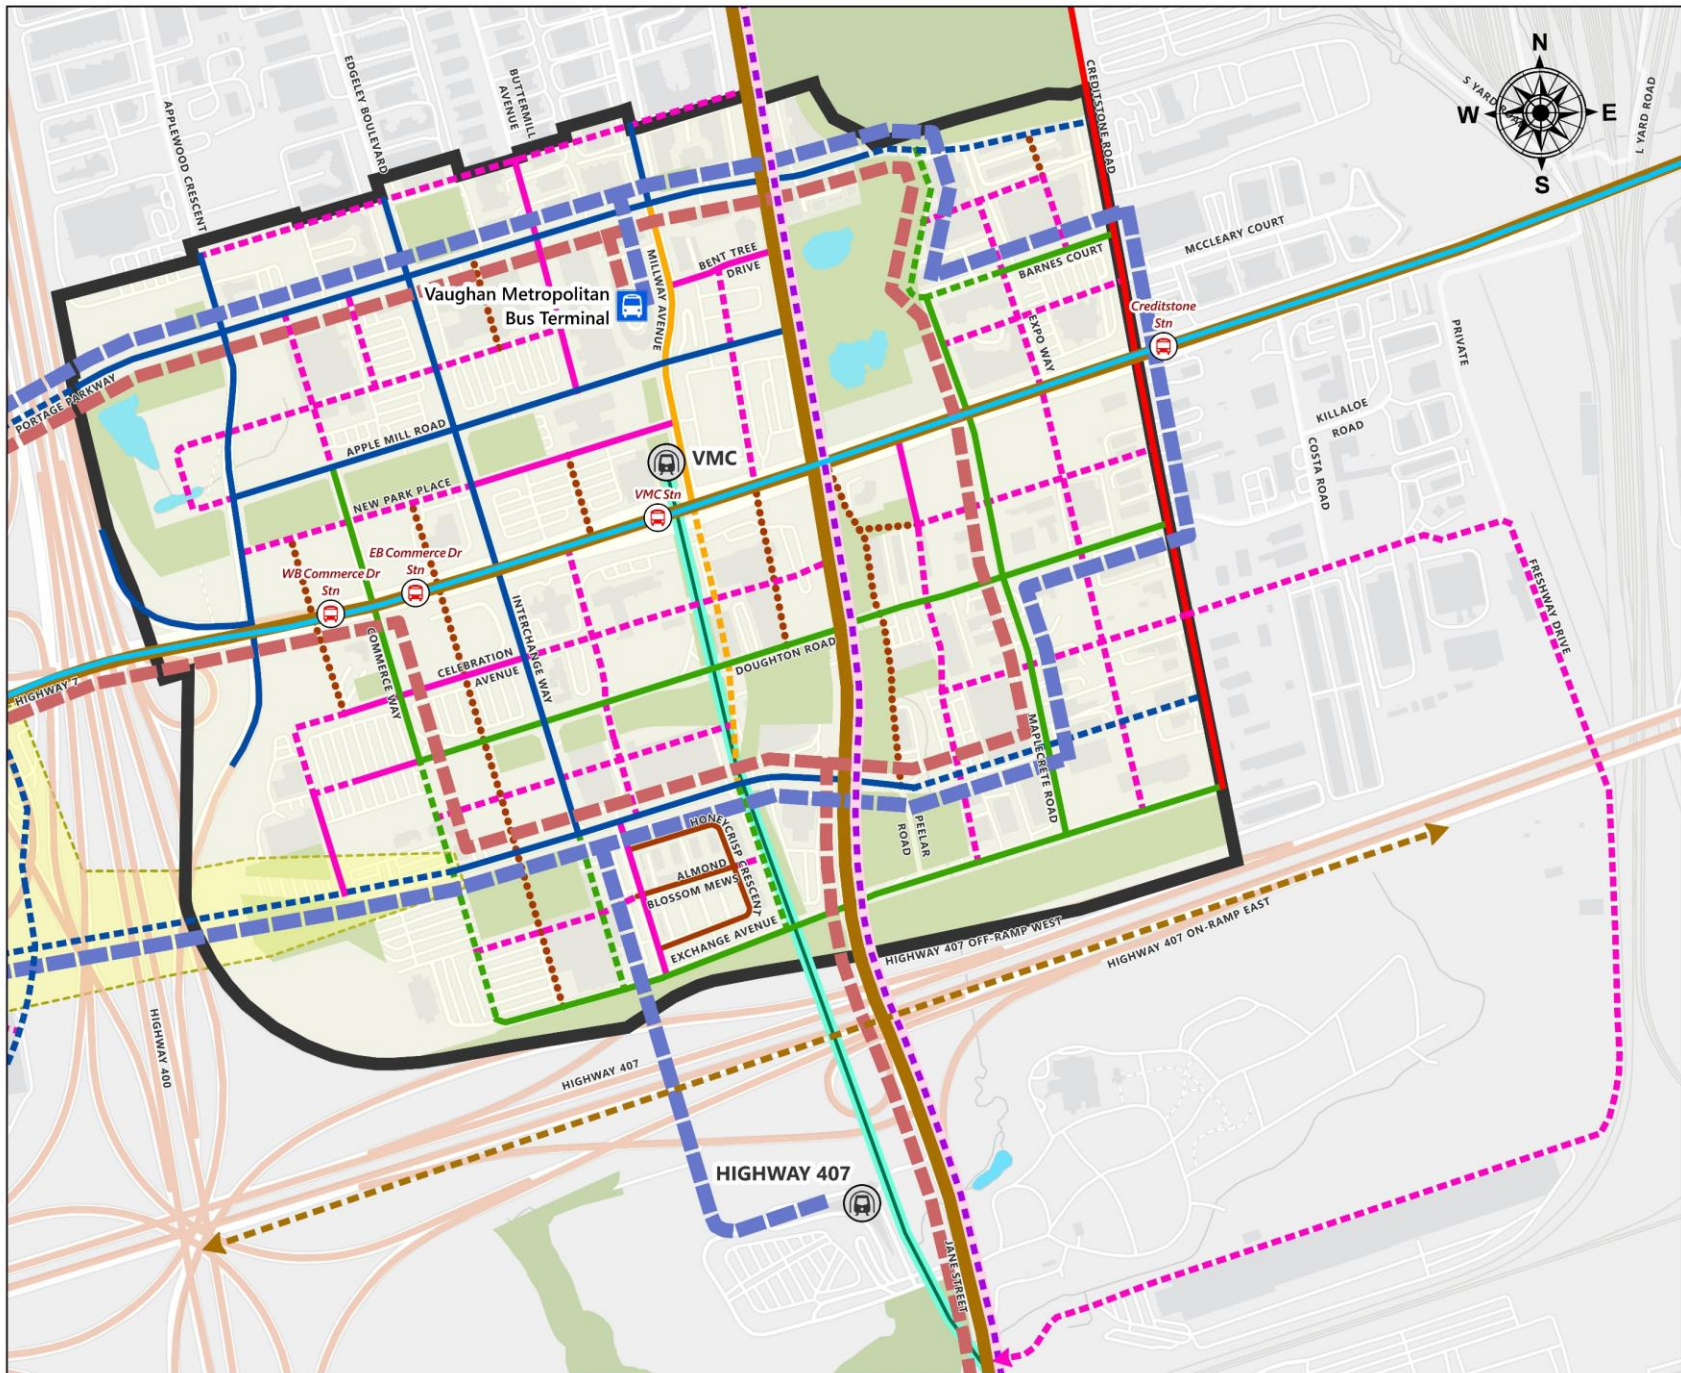 N
W
E
S
S YARD ROAD
L YARD ROAD
APPLEWOOD CRESCENT
EDGELEY BOULEVARD
BUTTERMILL
AVENUE
CREDITSTONE ROAD
MCCLEARY COURT
BENT TREE
DRIVE
BARNES COURT
MILLWAY AVENUE
Vaughan Metropolitan
Bus Terminal
Creditstone
Stn
EXPO WAY
PRIVATE
PORTAGE PARKWAY
APPLE MILL ROAD
KILLALOE
ROAD
COSTA ROAD
VMC
NEW PARK PLACE
VMC Stn
EB Commerce Dr
Stn
WB Commerce Dr
Stn
FRESHWAY DRIVE
INTERCHANGE WAY
COMMERCE WAY
CELEBRATION
AVENUE
DOUGHTON ROAD
HIGHWAY 7
MAPLECRETE ROAD
PEELAR
ROAD
HONEYCRISP CRESCENT
ALMOND
BLOSSOM MEWS
EXCHANGE AVENUE
HIGHWAY 407 OFF-RAMP WEST
HIGHWAY 407 ON-RAMP EAST
HIGHWAY 400
HIGHWAY 407
HIGHWAY 407
JANE STREET